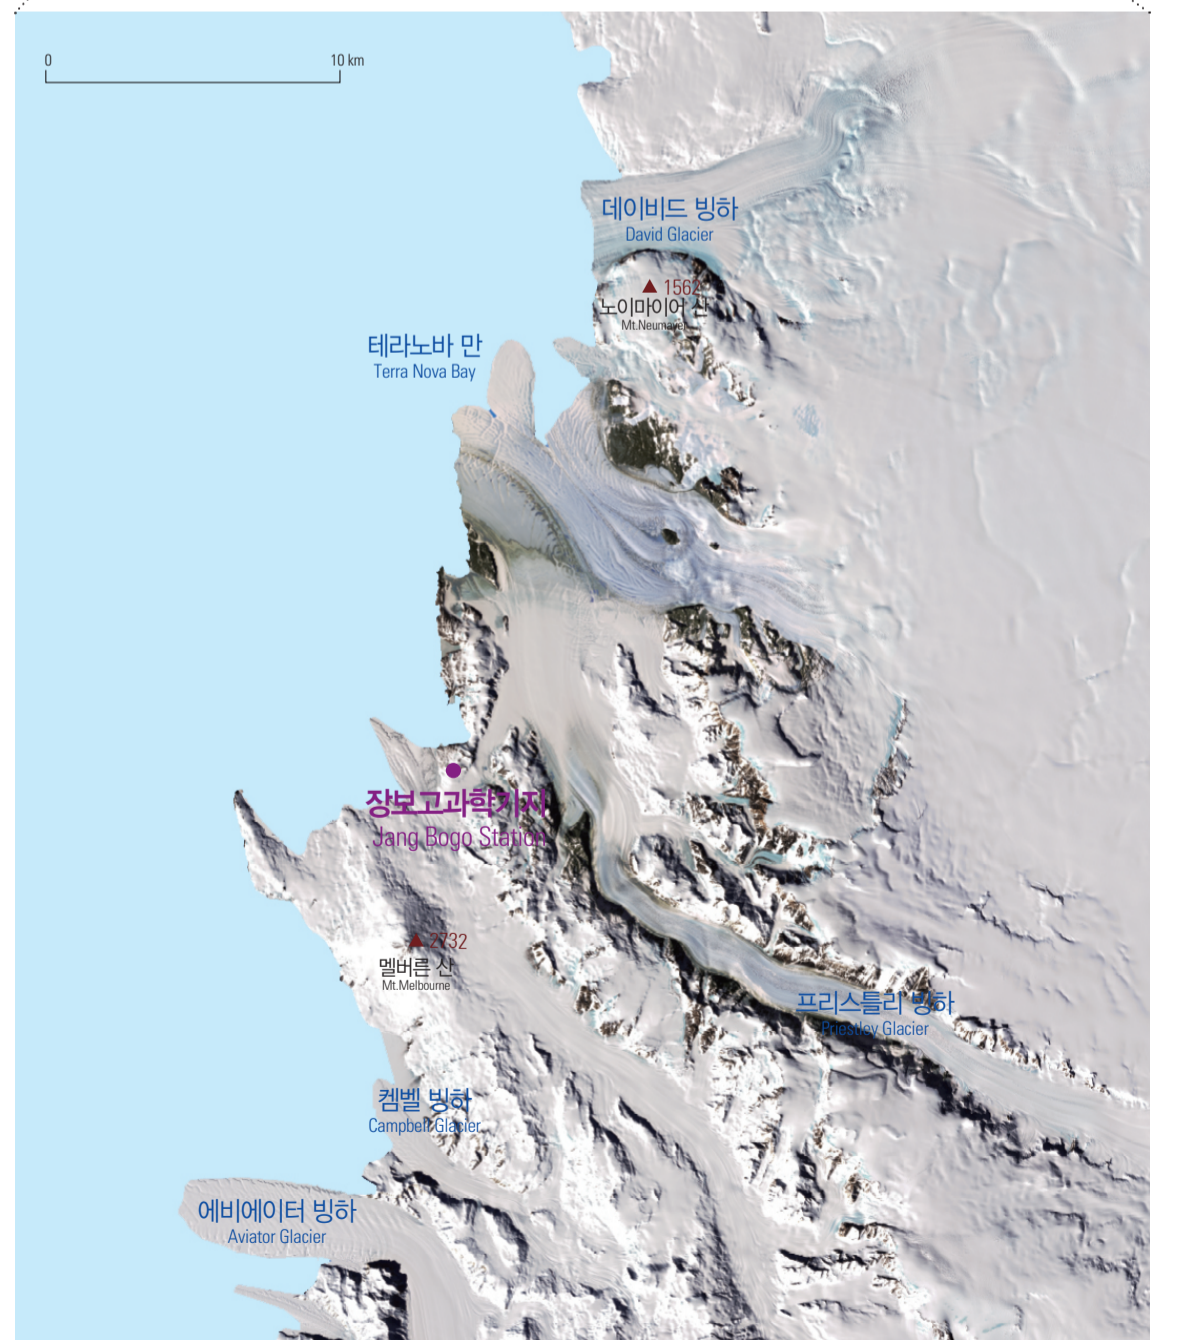 0 10 km
데이비드 빙하
David Glacier
▲ 1562
노이마이어 산
Mt.Neumayer
테라노바 만
Terra Nova Bay
장보고과학기지
Jang Bogo Station
▲ 2732
멜버른 산
Mt.Melbourne
프리스틀리 빙하
Priestley Glacier
켐벨 빙하
Campbell Glacier
에비에이터 빙하
Aviator Glacier